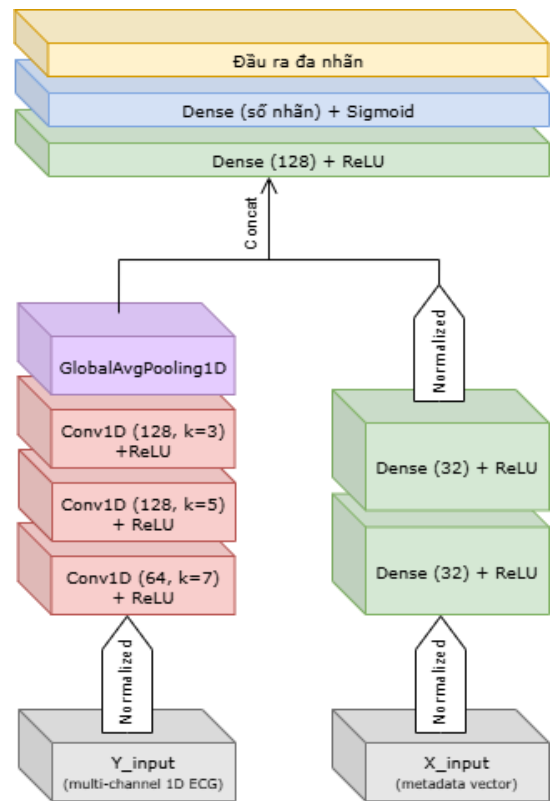 Đầu ra đa nhãn
Dense (số nhãn) + Sigmoid
Dense (128) + ReLU
Concat
Normalized
GlobalAvgPooling1D
Conv1D (128, k=3)
+ReLU
Conv1D (128, k=5)
+ ReLU
Conv1D (64, k=7)
+ ReLU
Dense (32) + ReLU
Dense (32) + ReLU
Normalized
Normalized
Y_input
(multi-channel 1D ECG)
X_input
(metadata vector)